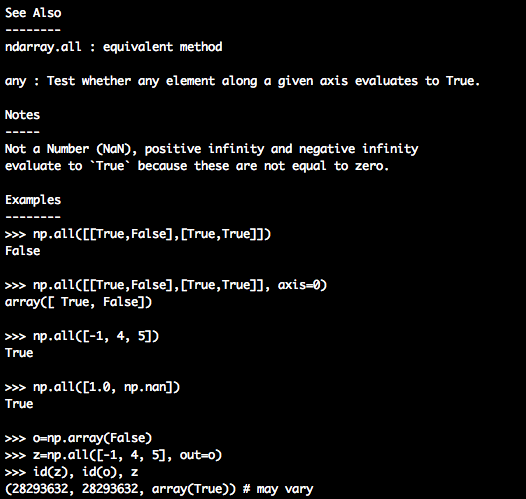 See Also
--------
ndarray.all : equivalent method
any : Test whether any element along a given axis evaluates to True.
Notes
-----
Not a Number (NaN), positive infinity and negative infinity
evaluate to `True` because these are not equal to zero.
Examples
--------
>>> np.all([[True,False],[True,True]])
False
>>> np.all([[True,False],[True,True]], axis=0)
array([ True, False])
>>> np.all([-1, 4, 5])
True
>>> np.all([1.0, np.nan])
True
>>> o=np.array(False)
>>> z=np.all([-1, 4, 5], out=o)
>>> id(z), id(o), z
(28293632, 28293632, array(True)) # may vary